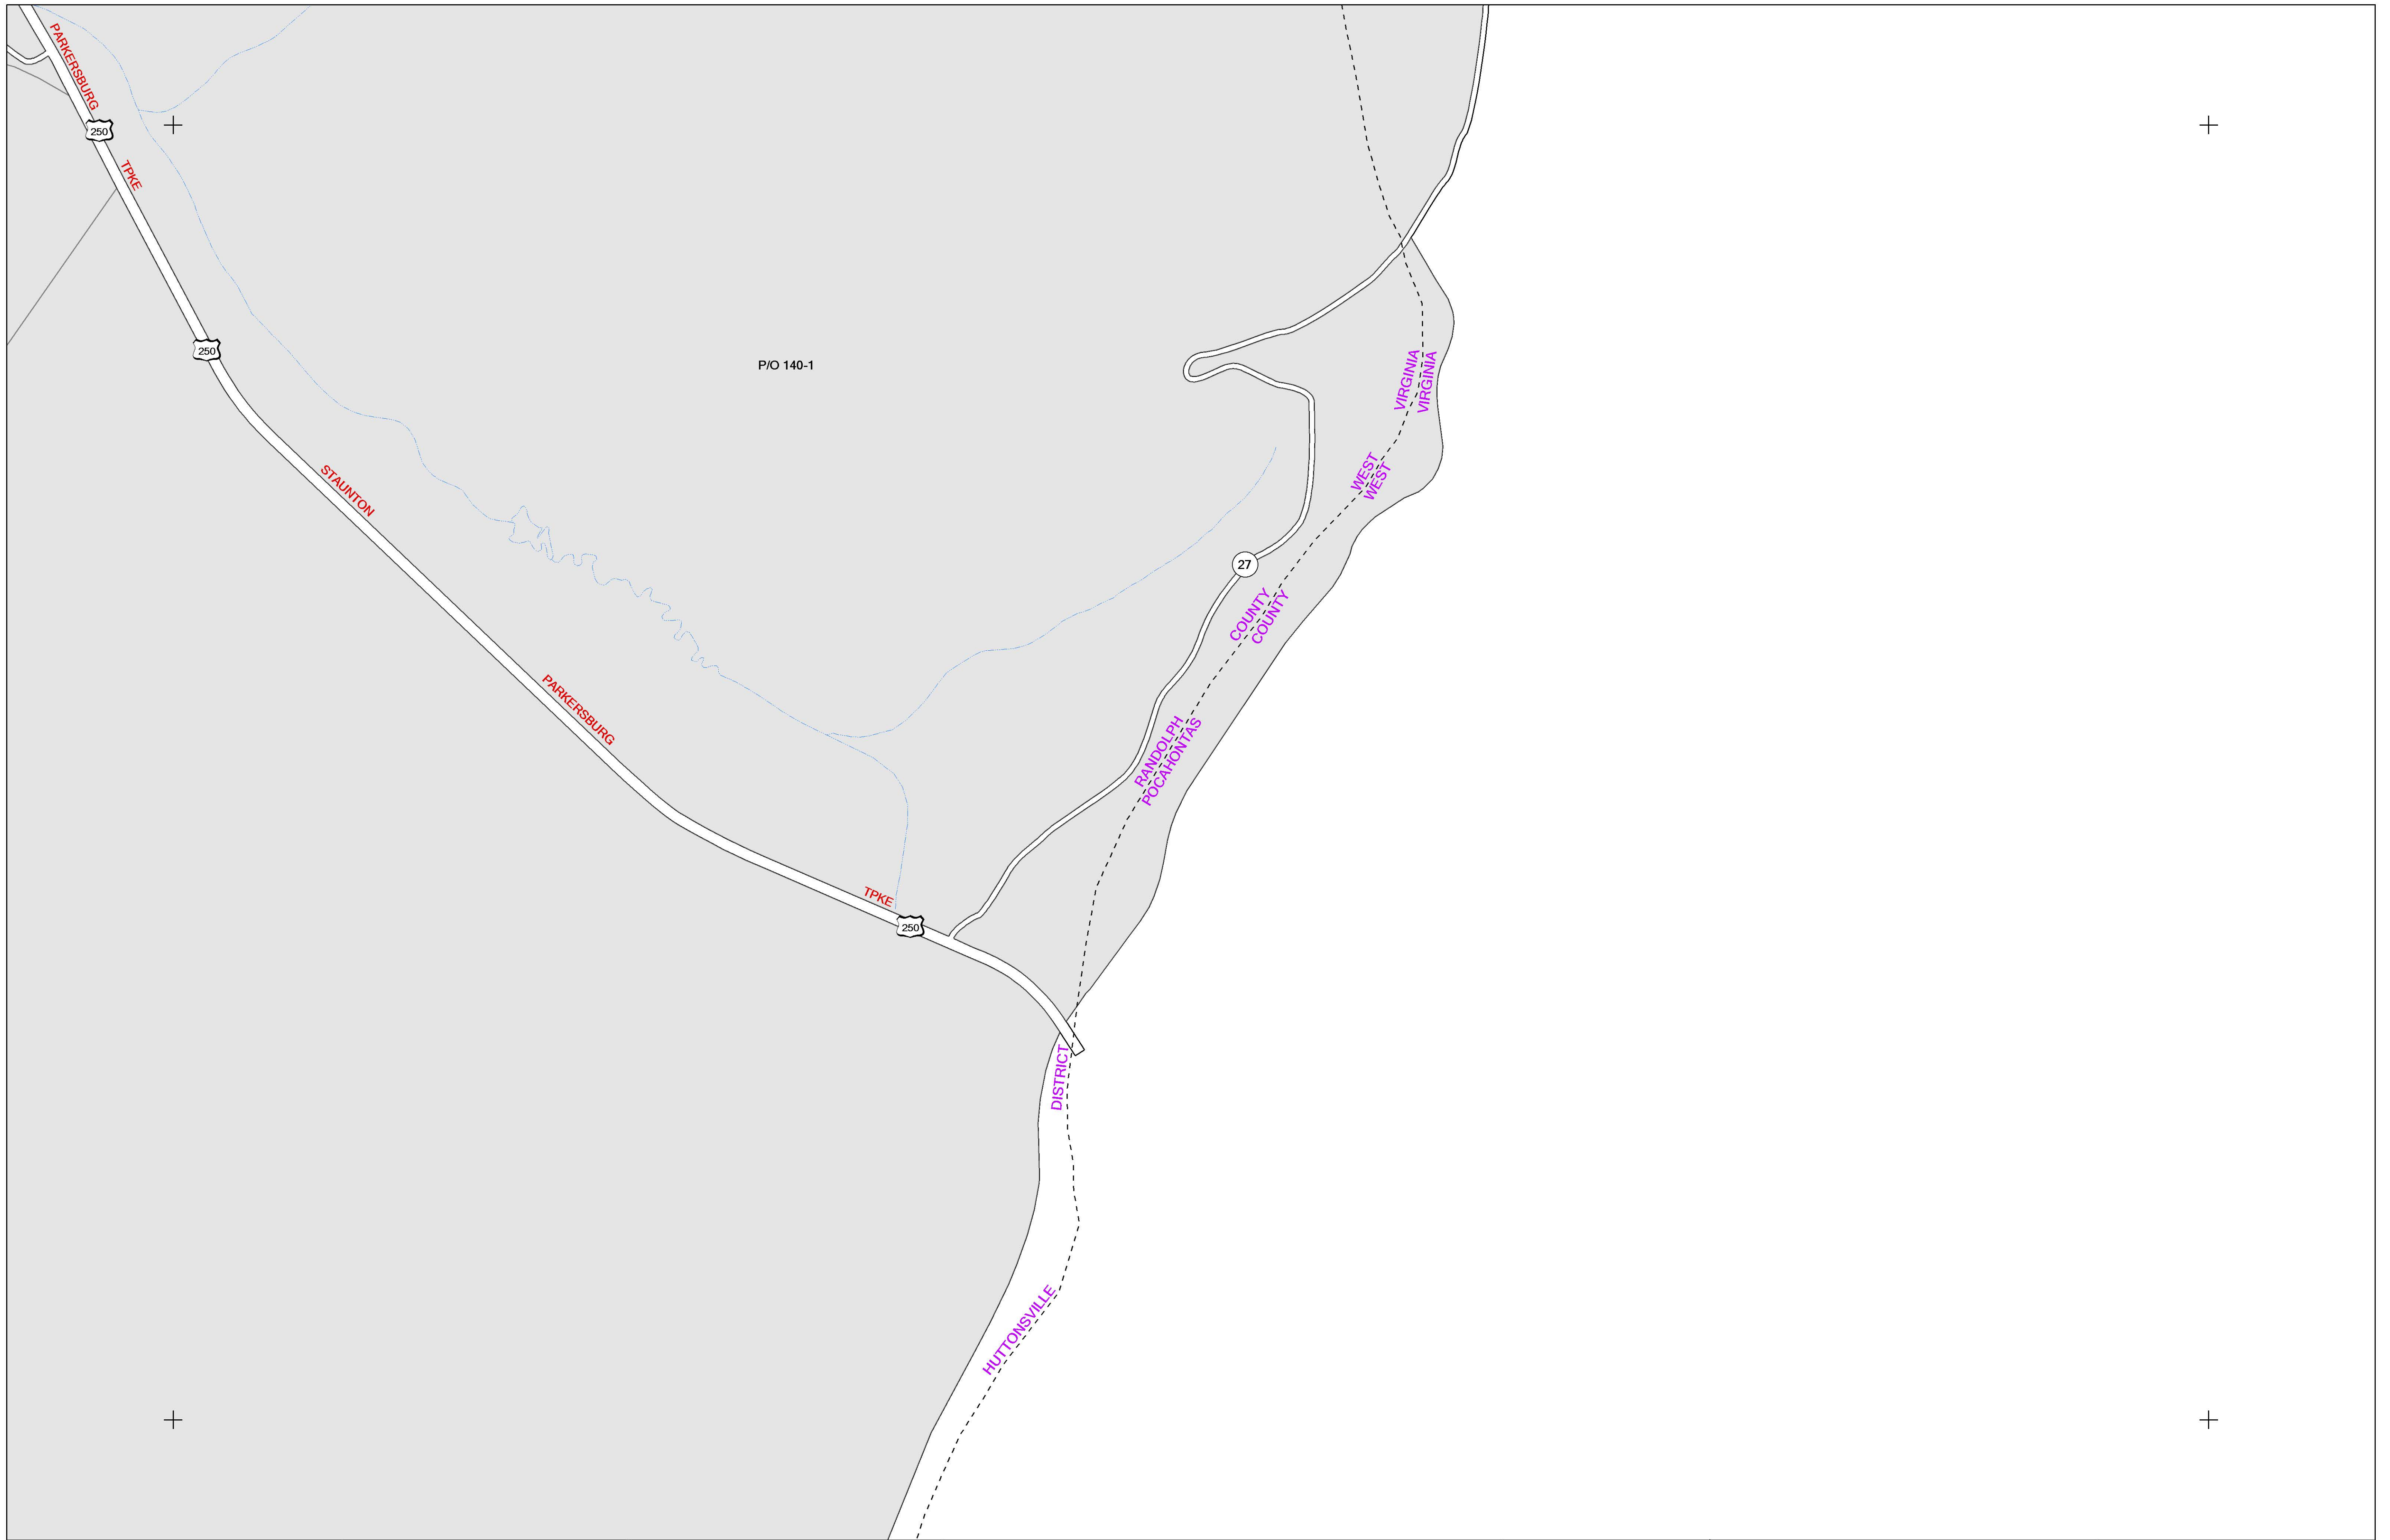 PARKERSBURG
250
TPKE
250
P/O 140-1
VIRGINIA
VIRGINIA
WEST
WEST
STAUNTON
27
COUNTY
COUNTY
PARKERSBURG
RANDOLPH
POCAHONTAS
TPKE
250
DISTRICT
HUTTONSVILLE